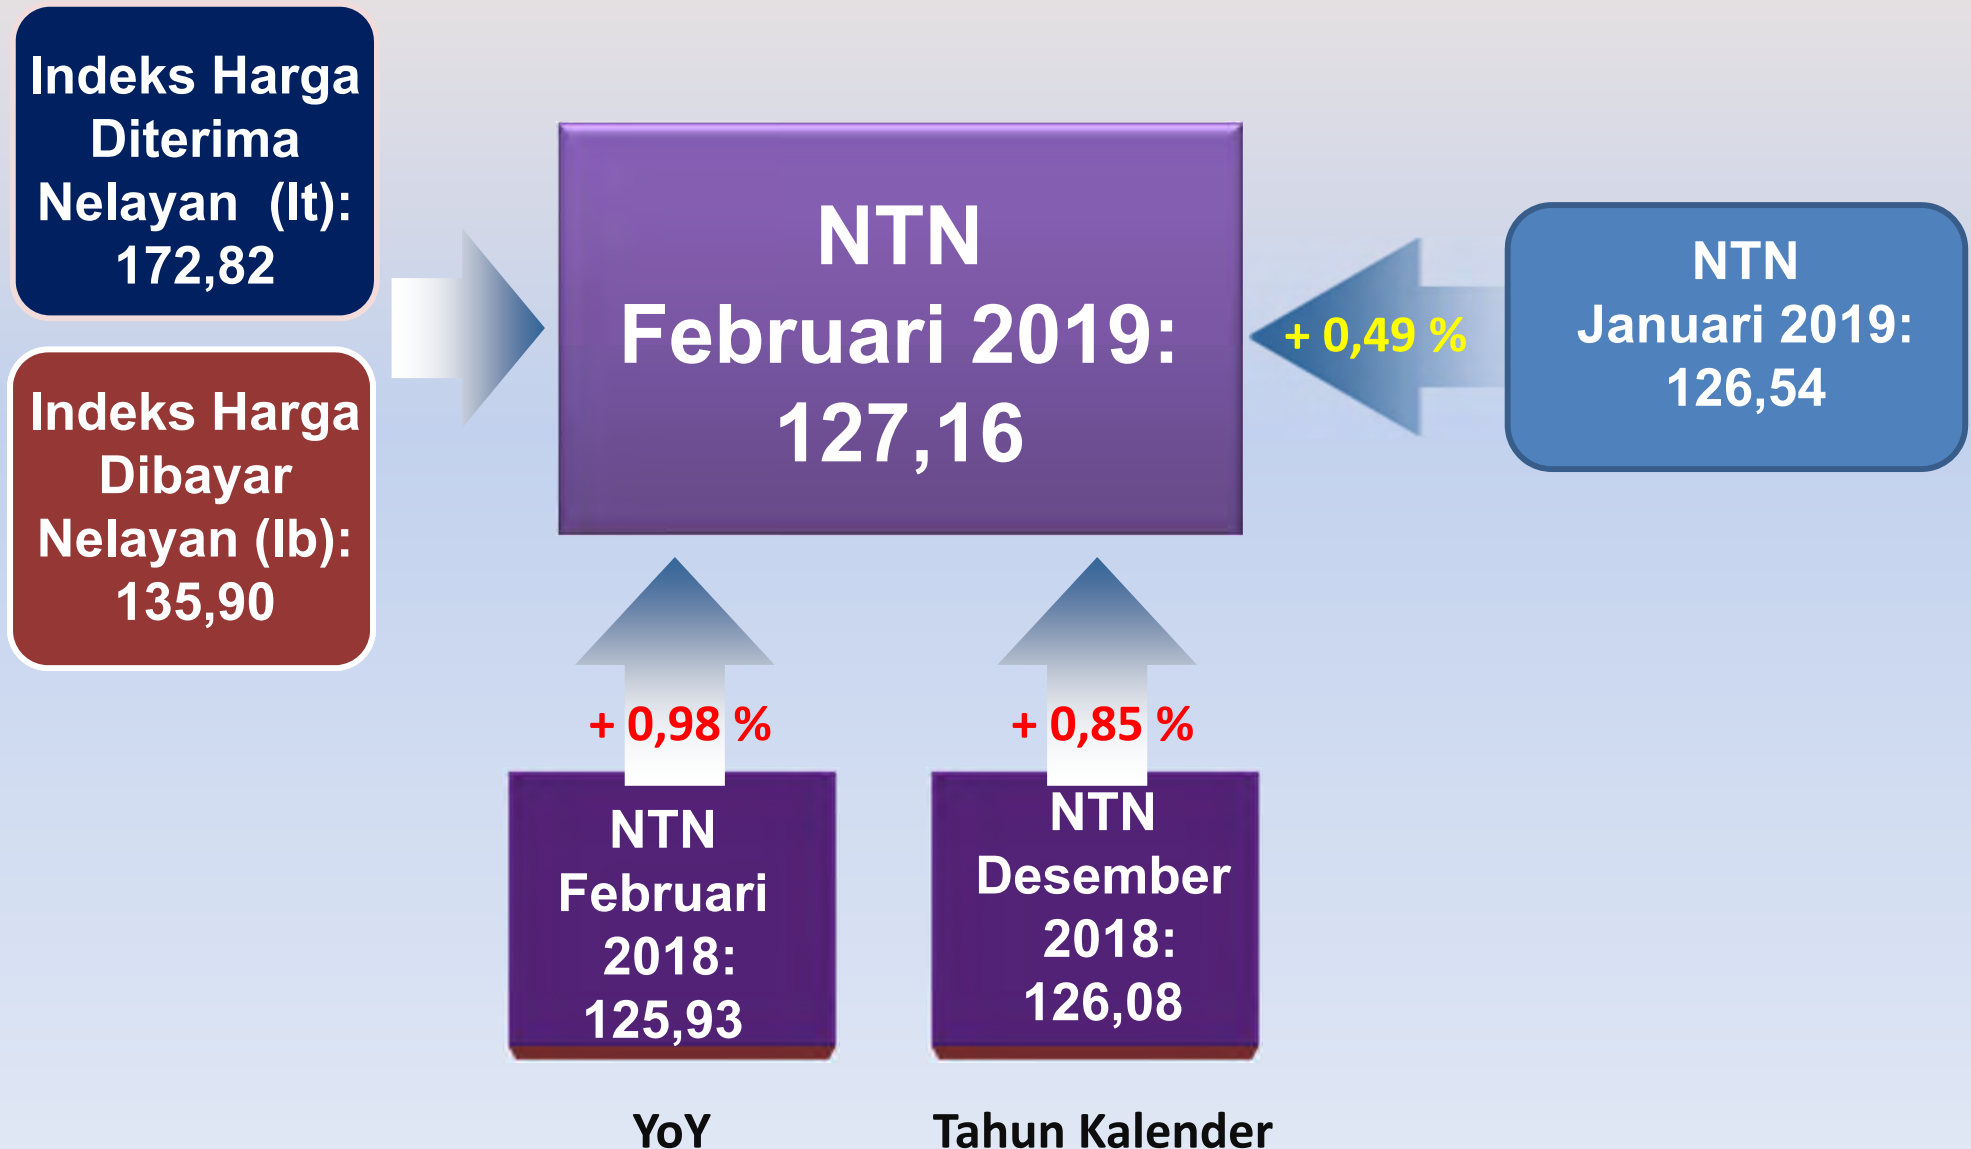 Indeks Harga
Diterima
Nelayan (It):
172,82
Indeks Harga
Dibayar
Nelayan (Ib):
135,90
NTN
Februari 2019:
127,16
+ 0,49 %
NTN
Januari 2019:
126,54
+ 0,98 %
NTN
Februari
2018:
125,93
YoY
+ 0,85 %
NTN
Desember
2018:
126,08
Tahun Kalender